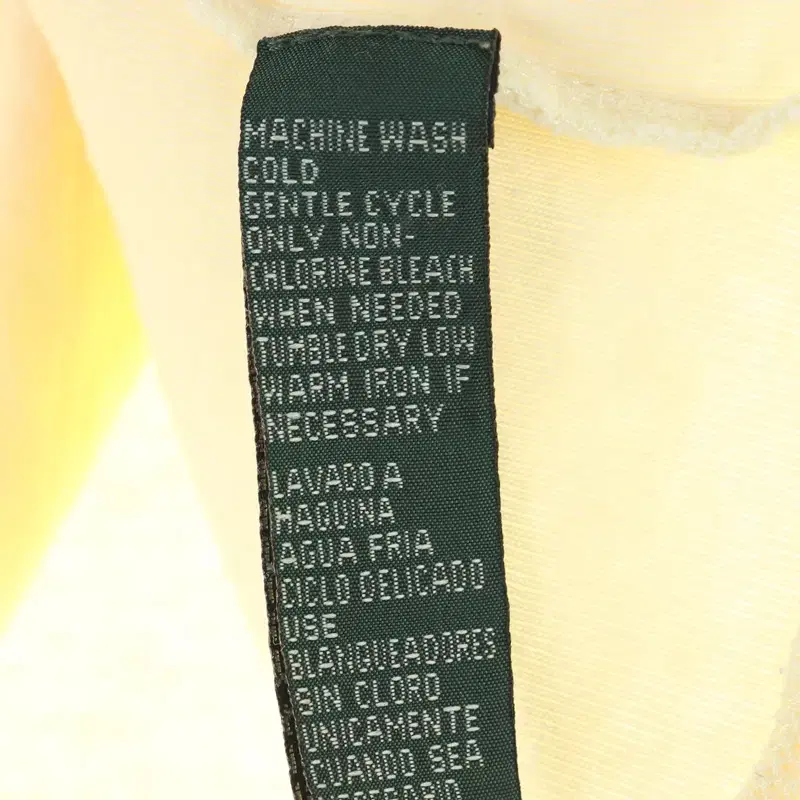 MACHINE WASH
COLD
GENTLE CYCLE
ONLY NON-
CHLORINE BLEACH
WHEN NEEDED
TUMBLE DRY LOW
WARM IRON IF
NECESSARY
LAVADO A
MAQUINA
AGUA FRIA
CICLO DELICADO
USE
BLANQUEADORES
SIN CLORO
UNICAMENTE
CUANDO SEA